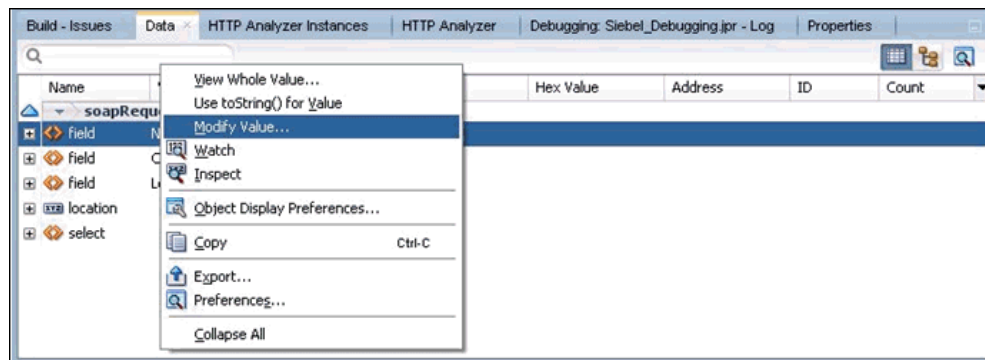 Build - Issues Data HTTP Analyzer Instances HTTP Analyzer Debugging: Siebel_Debugging.jpr - Log Properties
Name Hex Value Address ID Count
soapRequ
field N
field C
field L
location
select
View Whole Value...
Use toString() for Value
Modify Value...
Watch
Inspect
Object Display Preferences...
Copy Ctrl-C
Export...
Preferences...
Collapse All